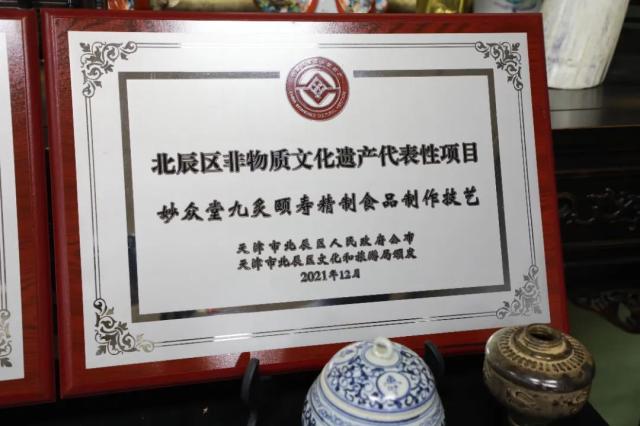 北辰区非物质文化遗产代表性项目
妙众堂九炙颐寿精制食品制作技艺
天津市北辰区人民政府公布
天津市北辰区文化和旅游局颁发
2021年12月